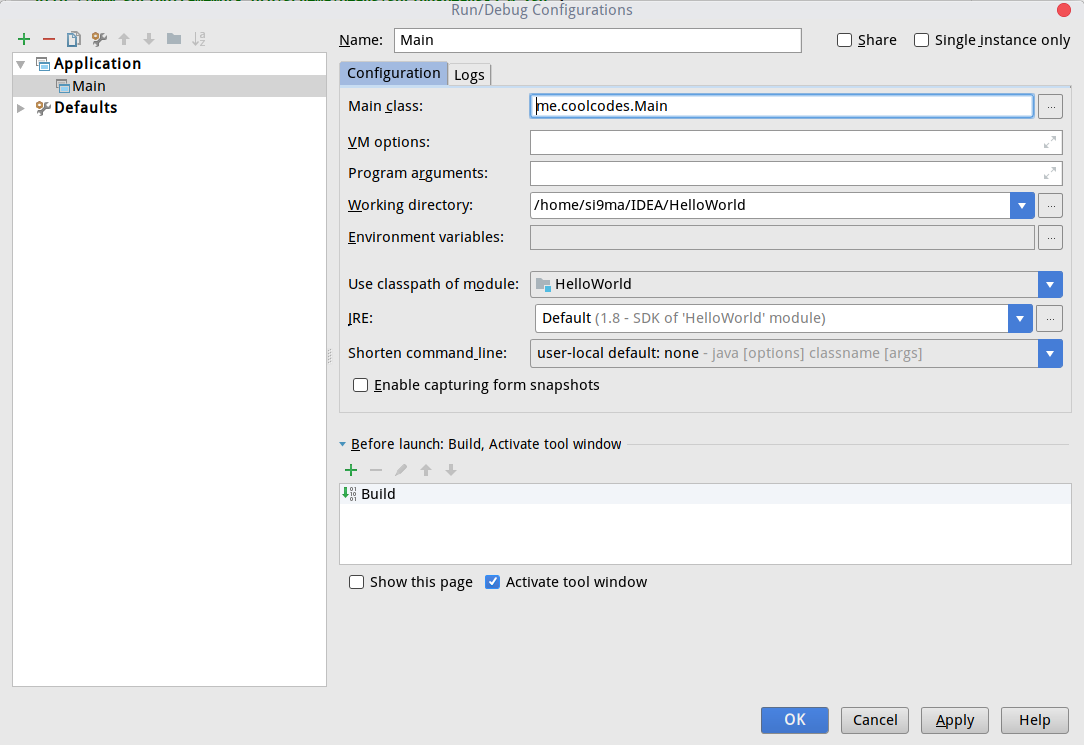 Run/Debug Configurations
Name: Main Share Single instance only
Application
Main
Defaults
Configuration Logs
Main class: me.coolcodes.Main ...
VM options:
Program arguments:
Working directory: /home/si9ma/IDEA/HelloWorld ...
Environment variables: ...
Use classpath of module: HelloWorld
JRE: Default (1.8 - SDK of 'HelloWorld' module) ...
Shorten command line: user-local default: none - java [options] classname [args]
Enable capturing form snapshots
Before launch: Build, Activate tool window
Build
Show this page Activate tool window
OK Cancel Apply Help